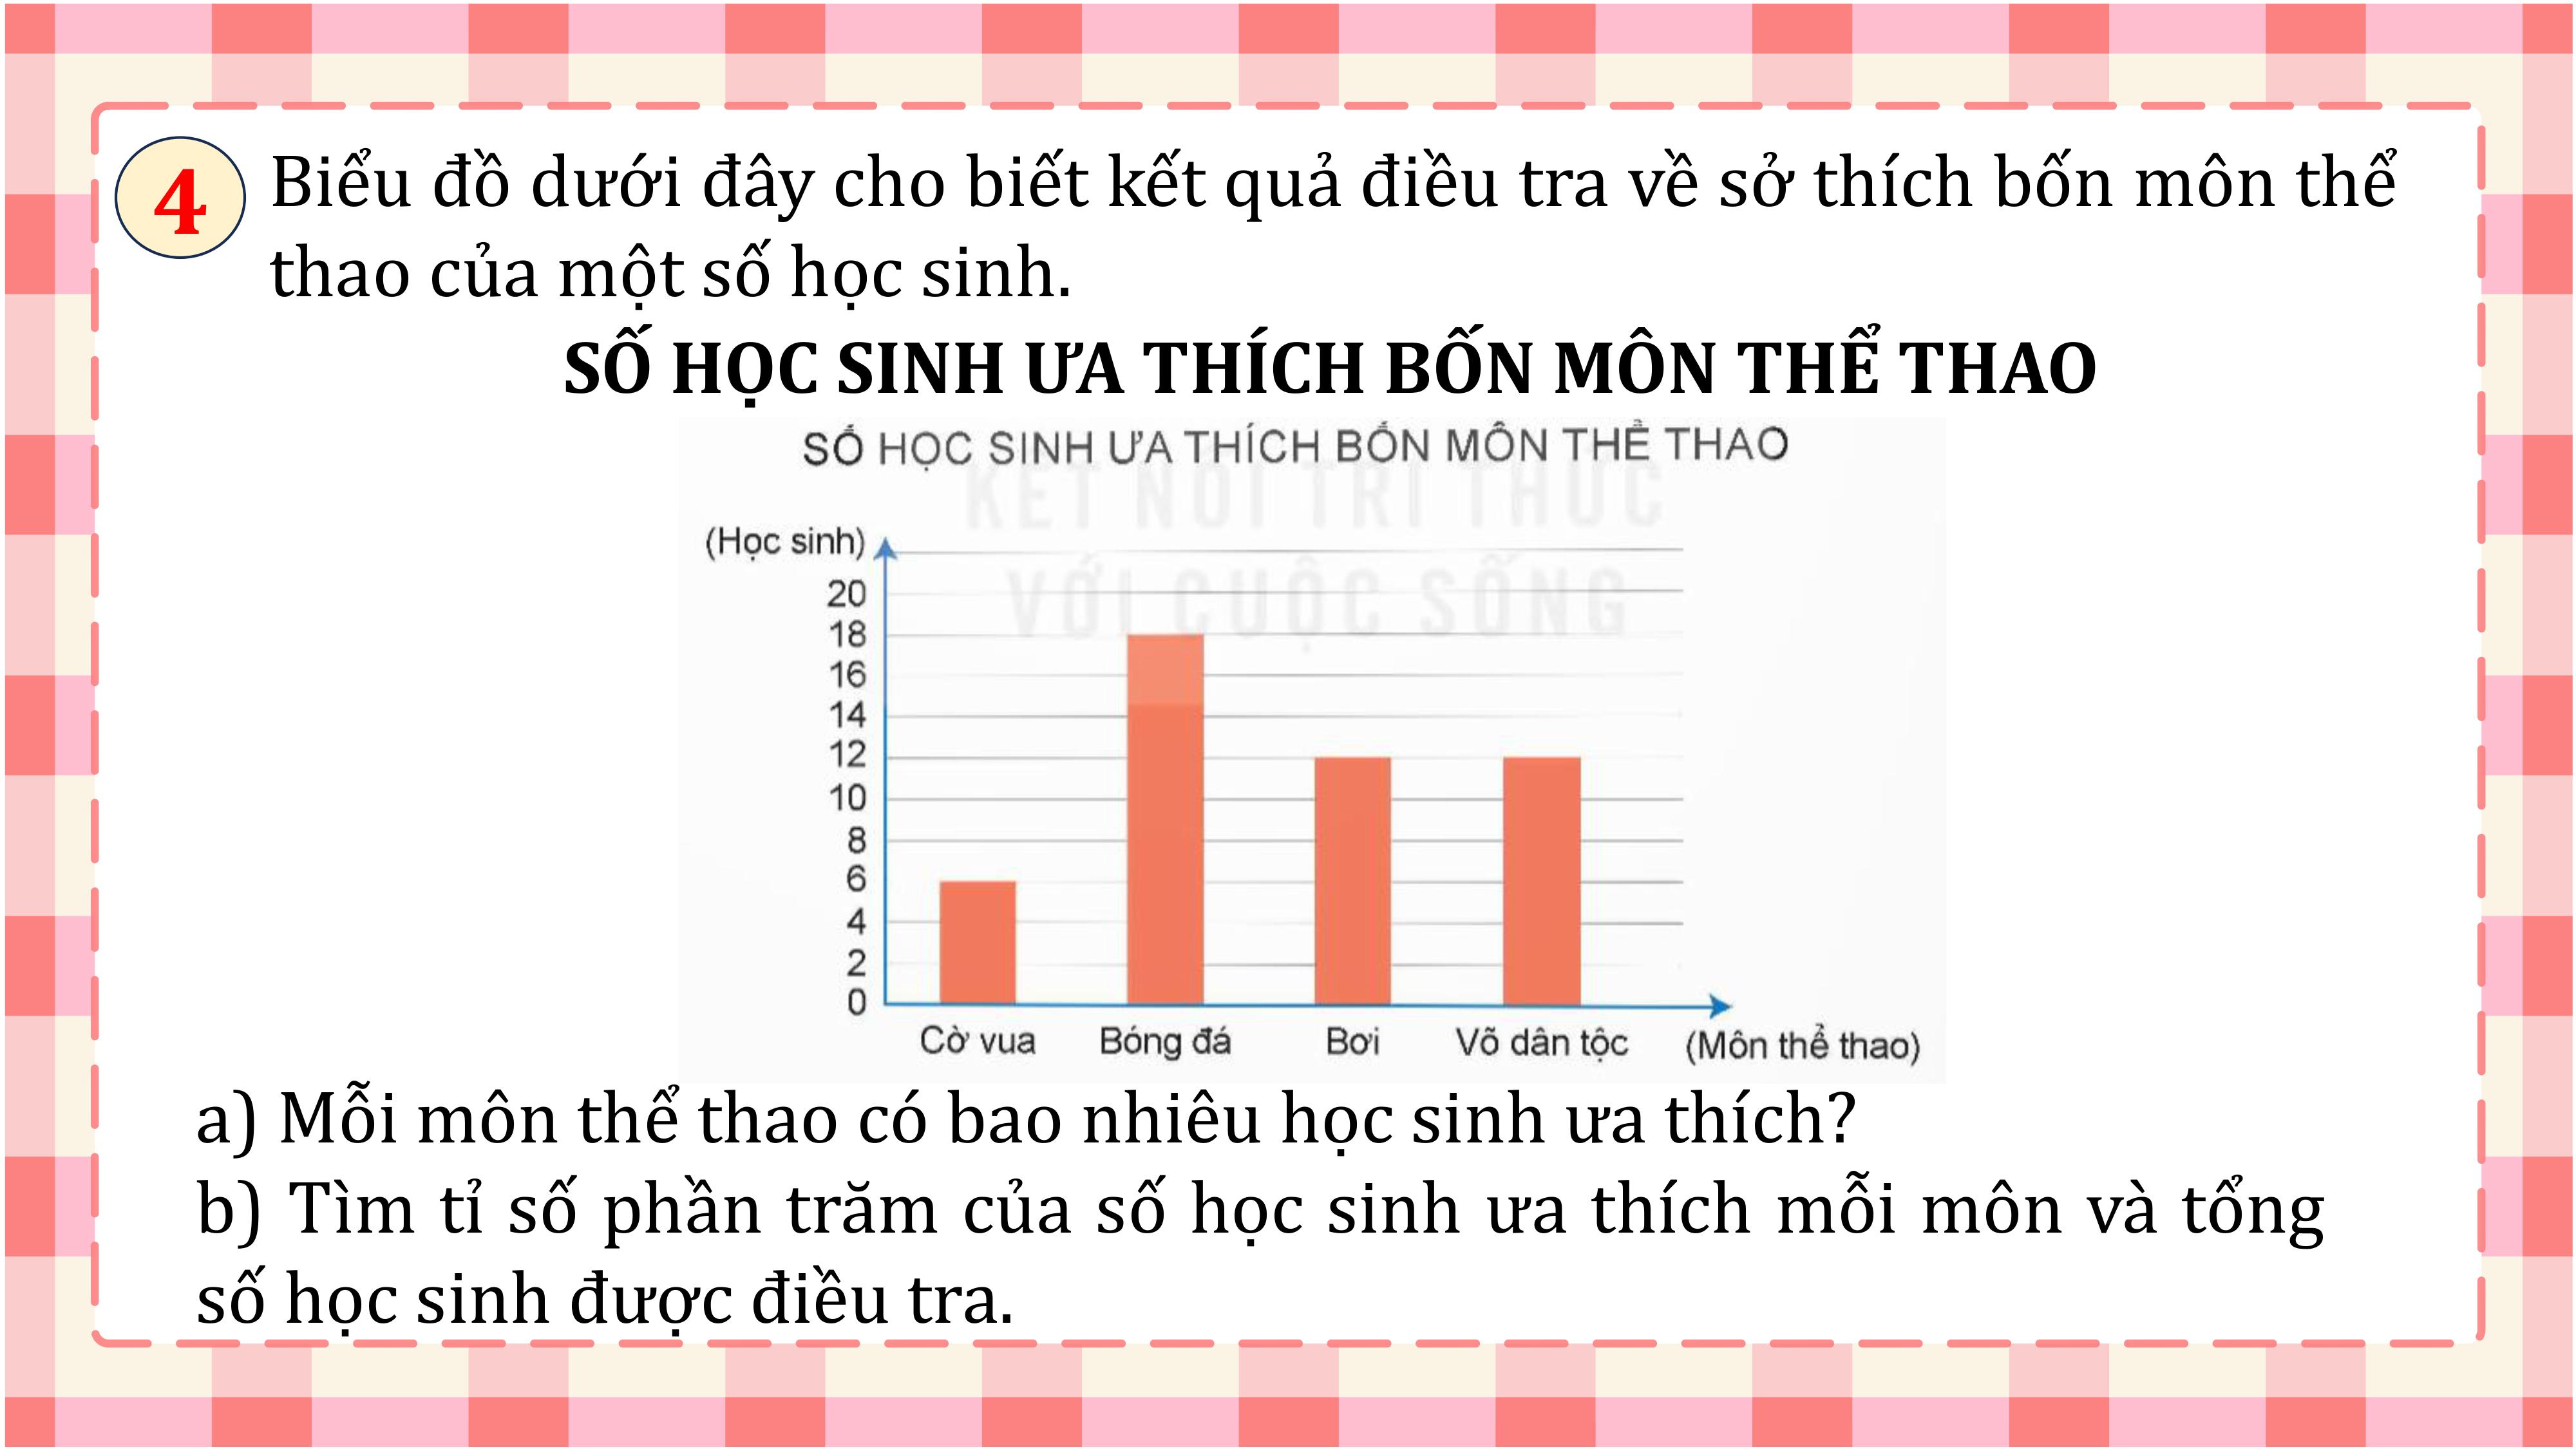 4
Biểu đồ dưới đây cho biết kết quả điều tra về sở thích bốn môn thể
thao của một số học sinh.
SỐ HỌC SINH ƯA THÍCH BỐN MÔN THỂ THAO
SỐ HỌC SINH ƯA THÍCH BỐN MÔN THỂ THAO
KẾT NỐI TRI THỨC
VỚI CUỘC SỐNG
(Học sinh)
20
18
16
14
12
10
8
6
4
2
0
Cờ vua Bóng đá Bơi Võ dân tộc (Môn thể thao)
a) Mỗi môn thể thao có bao nhiêu học sinh ưa thích?
b) Tìm tỉ số phần trăm của số học sinh ưa thích mỗi môn và tổng
số học sinh được điều tra.